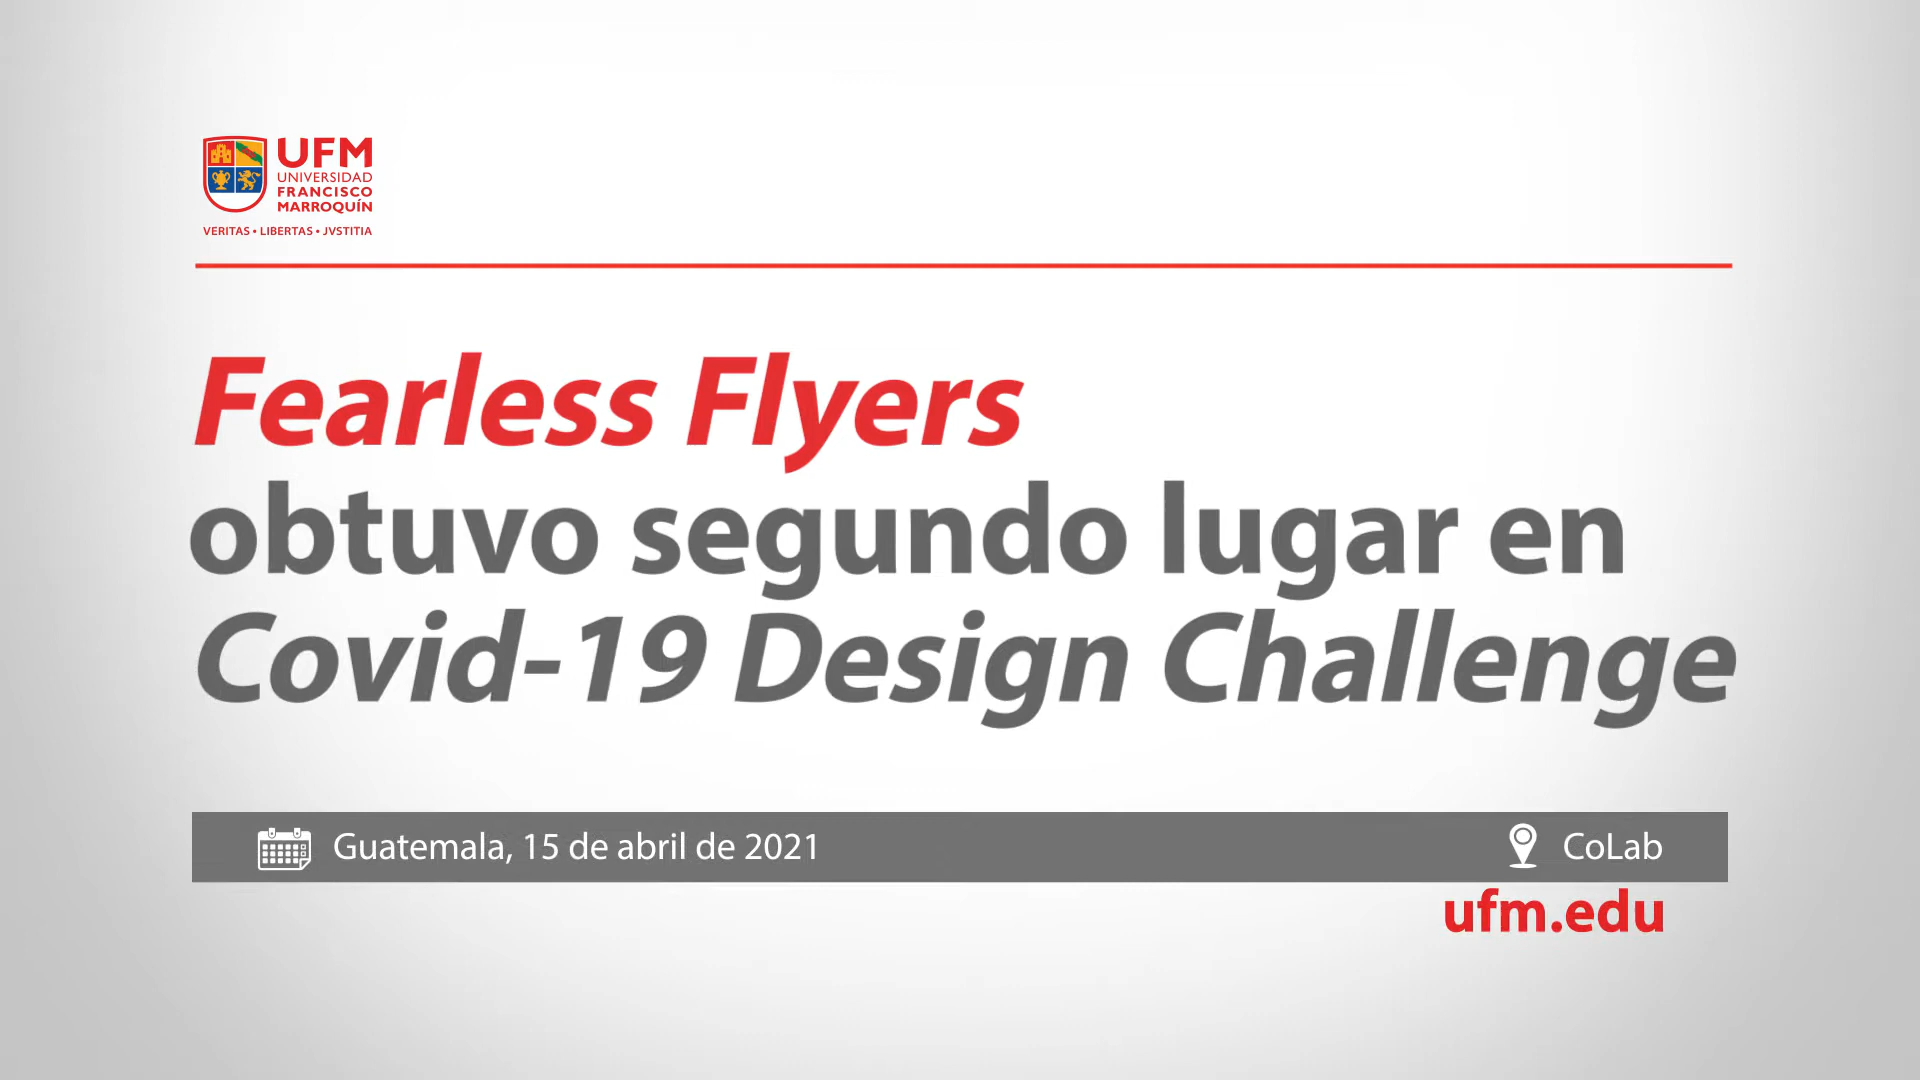 UFM
UNIVERSIDAD
FRANCISCO
MARROQUÍN
VERITAS • LIBERTAS • JVSTITIA
Fearless Flyers
obtuvo segundo lugar en
Covid-19 Design Challenge
Guatemala, 15 de abril de 2021
CoLab
ufm.edu